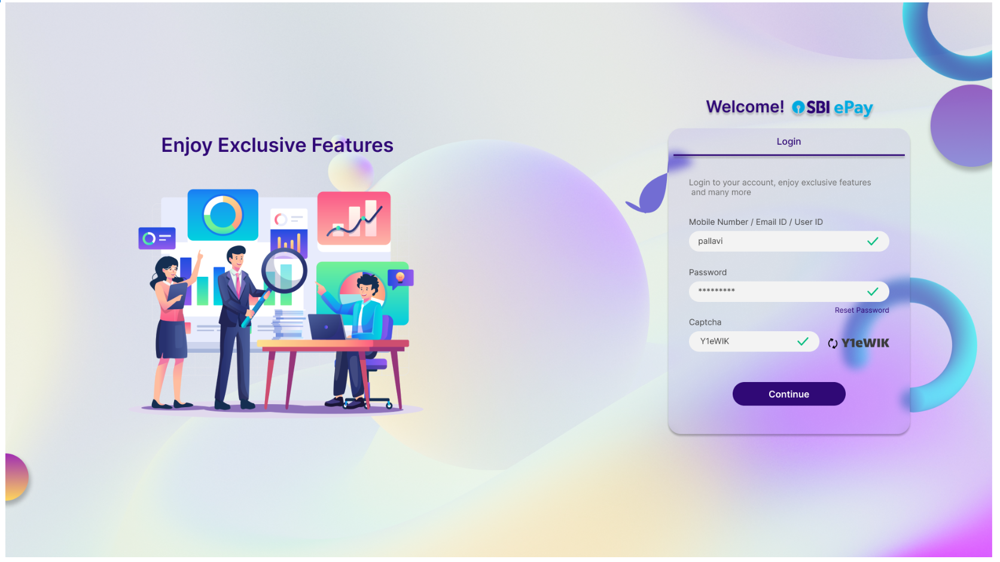 Enjoy Exclusive Features
Welcome! SBI ePay
Login
Login to your account, enjoy exclusive features
and many more
Mobile Number / Email ID / User ID
pallavi
Password
*********
Reset Password
Captcha
Y1eWIK
Y1eWIK
Continue